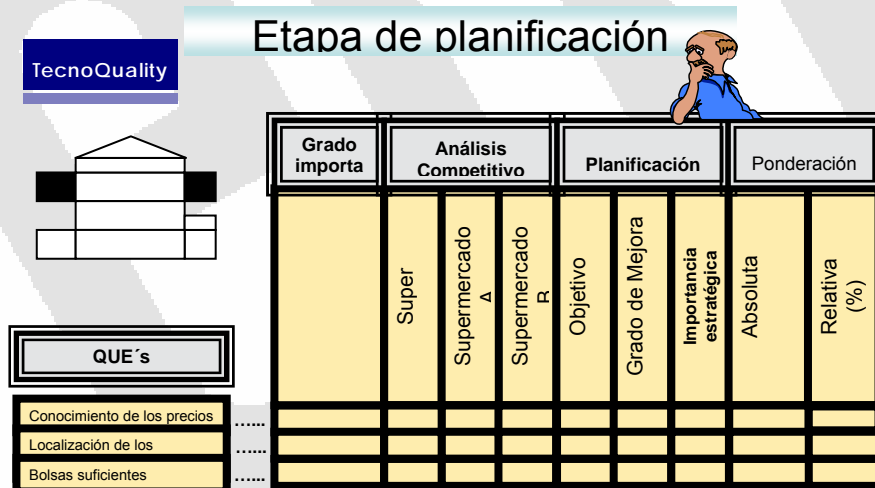 Etapa de planificación
TecnoQuality
Grado
importa
Análisis
Competitivo
Planificación
Ponderación
Super
Supermercado
A
Supermercado
B
Objetivo
Grado de Mejora
Importancia
estratégica
Absoluta
Relativa
(%)
QUE´s
Conocimiento de los precios
…...
Localización de los
…...
Bolsas suficientes
…...